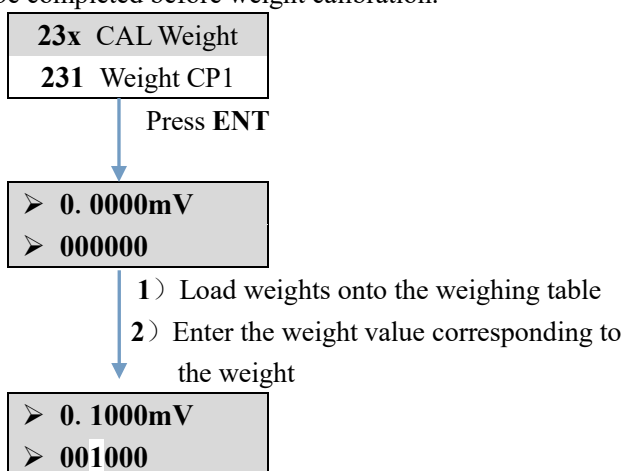 be completed before weight calibration.
23x CAL Weight
231 Weight CP1
Press ENT
➢ 0. 0000mV
➢ 000000
1）Load weights onto the weighing table
2）Enter the weight value corresponding to
the weight
➢ 0. 1000mV
➢ 001000